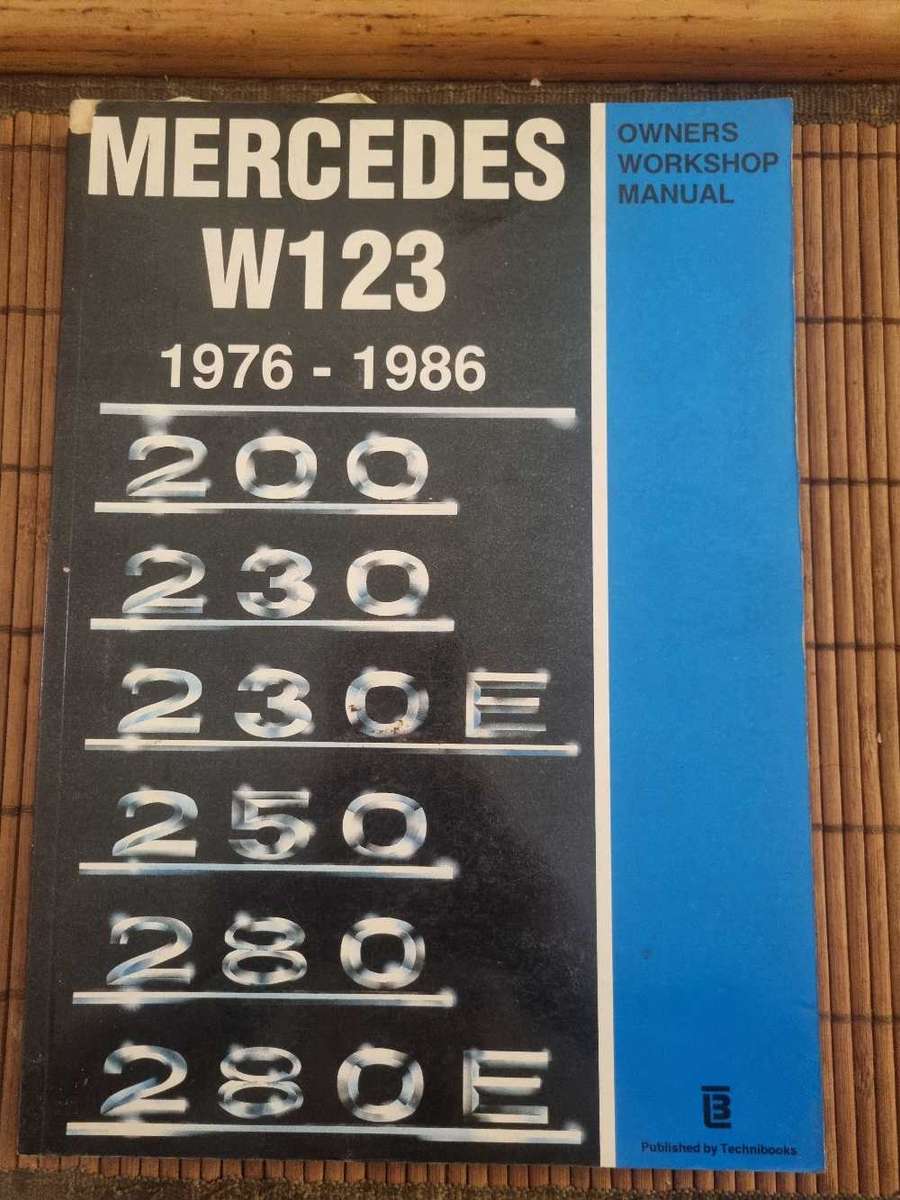 MERCEDES
W123
1976 - 1986
200
230
230E
250
280
280E
OWNERS
WORKSHOP
MANUAL
Published by Technibooks